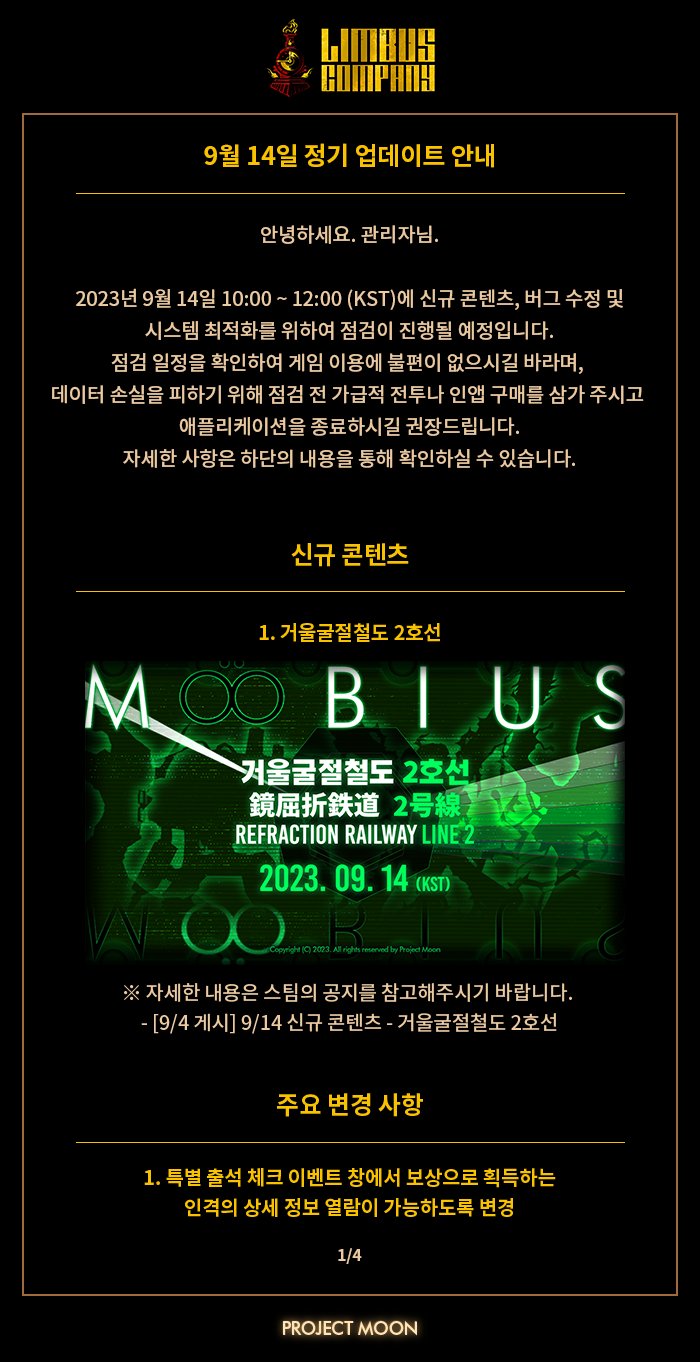 LIMBUS
COMPANY
9월 14일 정기 업데이트 안내
안녕하세요. 관리자님.
2023년 9월 14일 10:00 ~ 12:00 (KST)에 신규 콘텐츠, 버그 수정 및
시스템 최적화를 위하여 점검이 진행될 예정입니다.
점검 일정을 확인하여 게임 이용에 불편이 없으시길 바라며,
데이터 손실을 피하기 위해 점검 전 가급적 전투나 인앱 구매를 삼가 주시고
애플리케이션을 종료하시길 권장드립니다.
자세한 사항은 하단의 내용을 통해 확인하실 수 있습니다.
신규 콘텐츠
1. 거울굴절철도 2호선
MÖBIUS
거울굴절철도 2호선
鏡屈折鉄道 2号線
REFRACTION RAILWAY LINE 2
2023. 09. 14 (KST)
MÖBIUS
Copyright (C) 2023. All rights reserved by Project Moon
※ 자세한 내용은 스팀의 공지를 참고해주시기 바랍니다.
- [9/4 게시] 9/14 신규 콘텐츠 - 거울굴절철도 2호선
주요 변경 사항
1. 특별 출석 체크 이벤트 창에서 보상으로 획득하는
인격의 상세 정보 열람이 가능하도록 변경
1/4
PROJECT MOON